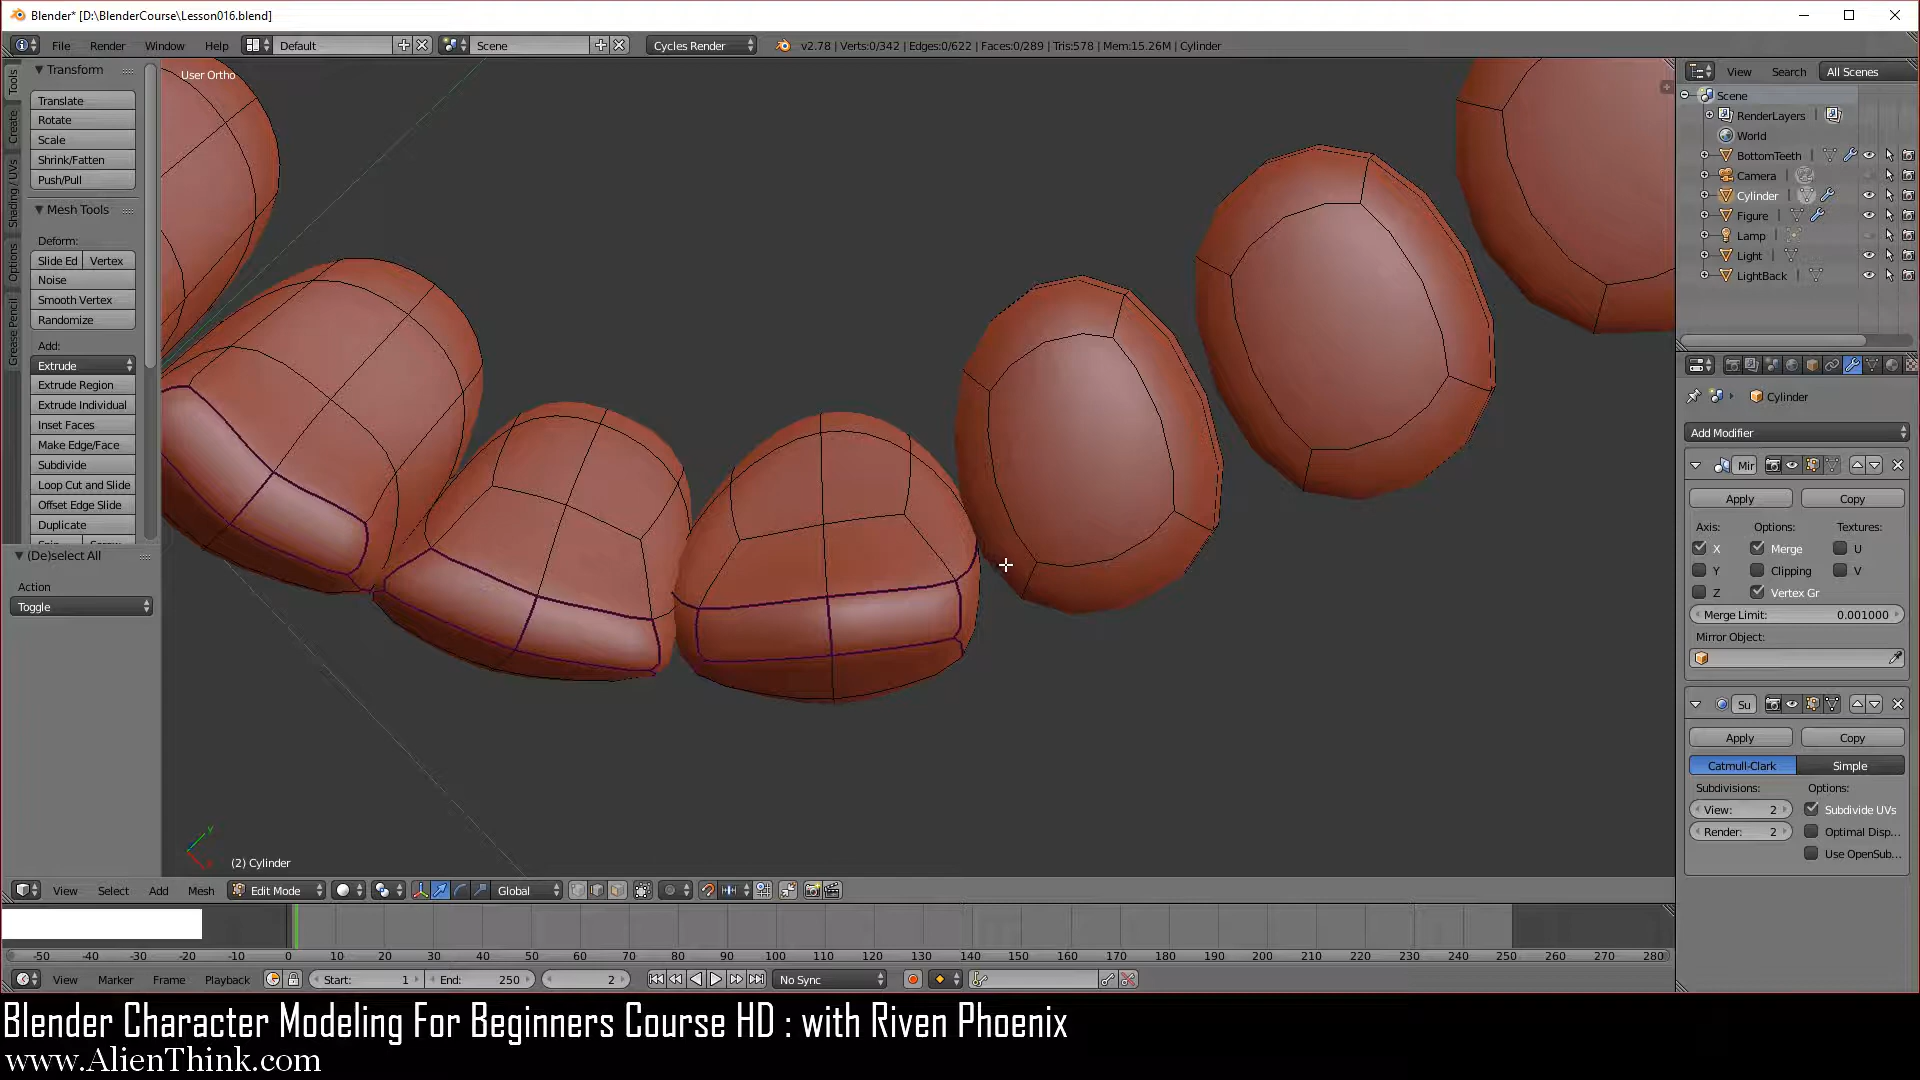 Blender* [D:\BlenderCourse\Lesson016.blend]
File Render Window Help Default Scene Cycles Render v2.78 | Verts:0/342 | Edges:0/622 | Faces:0/289 | Tris:578 | Mem:15.26M | Cylinder
Tools
Create
Shading / UVs
Options
Grease Pencil
Transform
Translate
Rotate
Scale
Shrink/Fatten
Push/Pull
Mesh Tools
Deform:
Slide Ed Vertex
Noise
Smooth Vertex
Randomize
Add:
Extrude
Extrude Region
Extrude Individual
Inset Faces
Make Edge/Face
Subdivide
Loop Cut and Slide
Offset Edge Slide
Duplicate
(De)select All
Action
Toggle
User Ortho
(2) Cylinder
View Search All Scenes
Scene
RenderLayers
World
BottomTeeth
Camera
Cylinder
Figure
Lamp
Light
LightBack
Cylinder
Add Modifier
Mir
Apply Copy
Axis: Options: Textures:
X Merge U
Y Clipping V
Z Vertex Gr
Merge Limit: 0.001000
Mirror Object:
Su
Apply Copy
Catmull-Clark Simple
Subdivisions: Options:
View: 2 Subdivide UVs
Render: 2 Optimal Disp...
Use OpenSub...
View Select Add Mesh Edit Mode Global
-50 -40 -30 -20 -10 0 10 20 30 40 50 60 70 80 90 100 110 120 130 140 150 160 170 180 190 200 210 220 230 240 250 260 270 280
View Marker Frame Playback Start: 1 End: 250 2 No Sync
Blender Character Modeling For Beginners Course HD : with Riven Phoenix
www.AlienThink.com